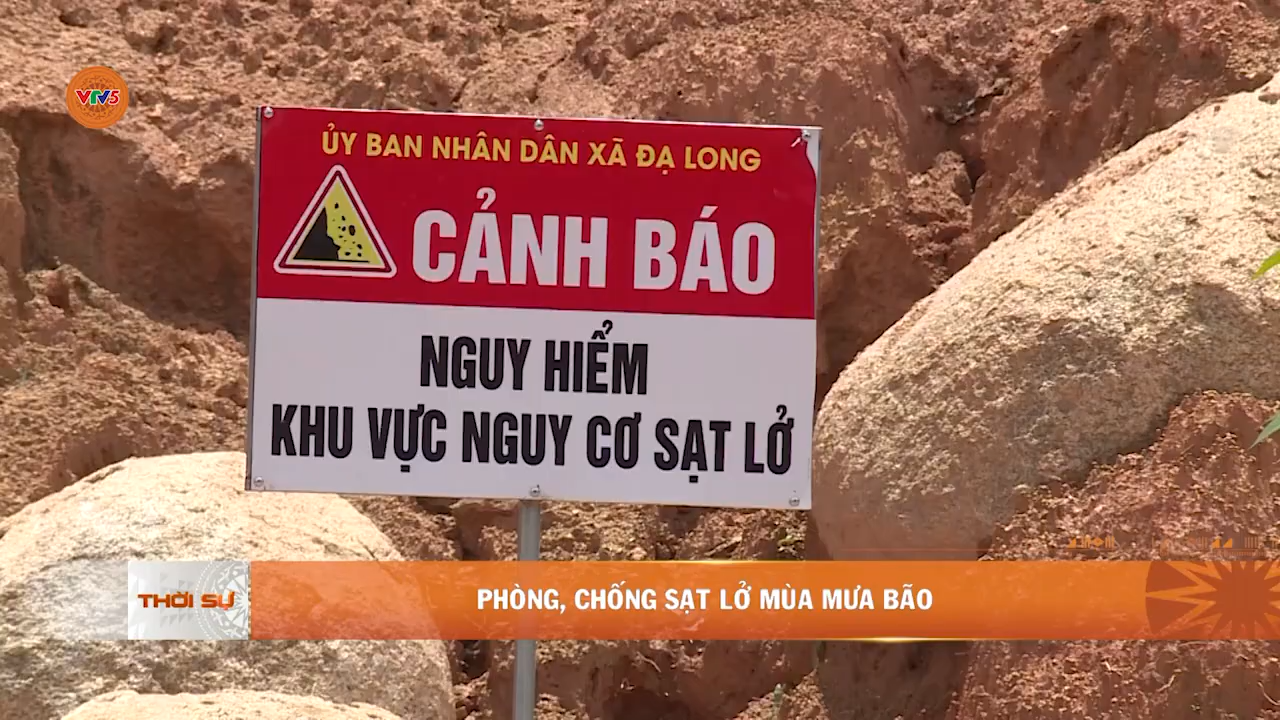 VTV5
ỦY BAN NHÂN DÂN XÃ ĐẠ LONG
CẢNH BÁO
NGUY HIỂM
KHU VỰC NGUY CƠ SẠT LỞ
THỜI SỰ
PHÒNG, CHỐNG SẠT LỞ MÙA MƯA BÃO